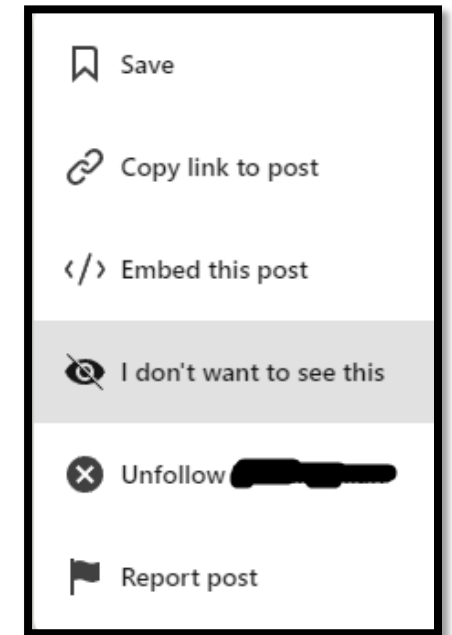 Save
Copy link to post
Embed this post
I don't want to see this
Unfollow
Report post